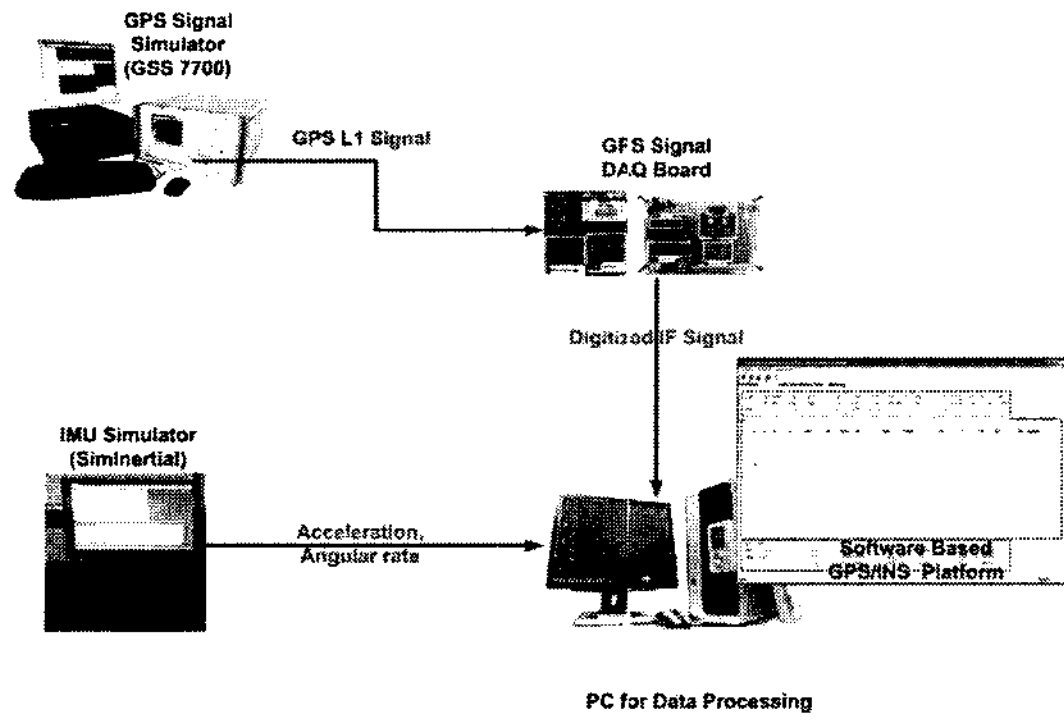 GPS Signal
Simulator
(GSS 7700)
GPS L1 Signal
GPS Signal
DAQ Board
Digitized IF Signal
IMU Simulator
(SimInertial)
Acceleration,
Angular rate
Software Based
GPS/INS Platform
PC for Data Processing